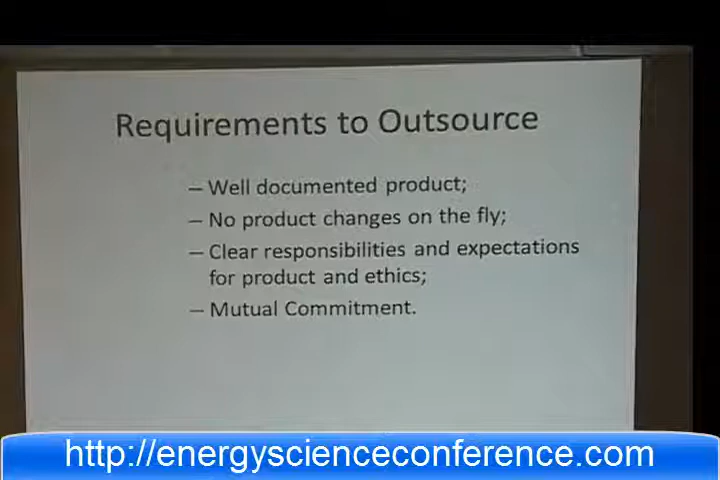 Requirements to Outsource
– Well documented product;
– No product changes on the fly;
– Clear responsibilities and expectations
for product and ethics;
– Mutual Commitment.
http://energyscienceconference.com